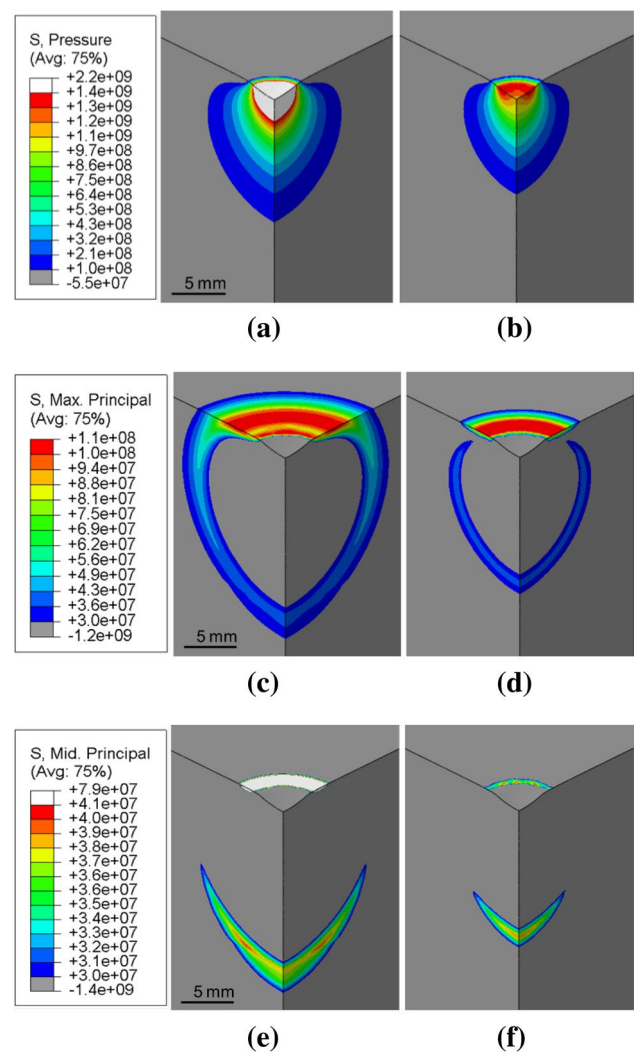 S, Pressure
(Avg: 75%)
+2.2e+09
+1.4e+09
+1.3e+09
+1.2e+09
+1.1e+09
+9.7e+08
+8.6e+08
+7.5e+08
+6.4e+08
+5.3e+08
+4.3e+08
+3.2e+08
+2.1e+08
+1.0e+08
-5.5e+07
5 mm
(a)
(b)
S, Max. Principal
(Avg: 75%)
+1.1e+08
+1.0e+08
+9.4e+07
+8.8e+07
+8.1e+07
+7.5e+07
+6.9e+07
+6.2e+07
+5.6e+07
+4.9e+07
+4.3e+07
+3.6e+07
+3.0e+07
-1.2e+09
5 mm
(c)
(d)
S, Mid. Principal
(Avg: 75%)
+7.9e+07
+4.1e+07
+4.0e+07
+3.9e+07
+3.8e+07
+3.7e+07
+3.6e+07
+3.6e+07
+3.5e+07
+3.4e+07
+3.3e+07
+3.2e+07
+3.1e+07
+3.0e+07
-1.4e+09
5 mm
(e)
(f)